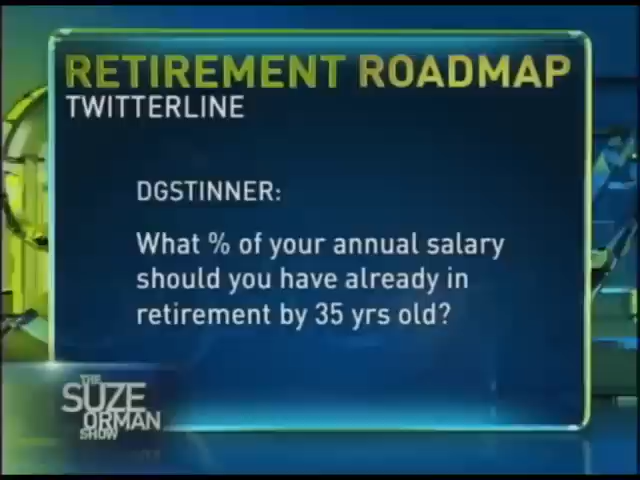 RETIREMENT ROADMAP
TWITTERLINE
DGSTINNER:
What % of your annual salary
should you have already in
retirement by 35 yrs old?
THE
SUZE
ORMAN
SHOW